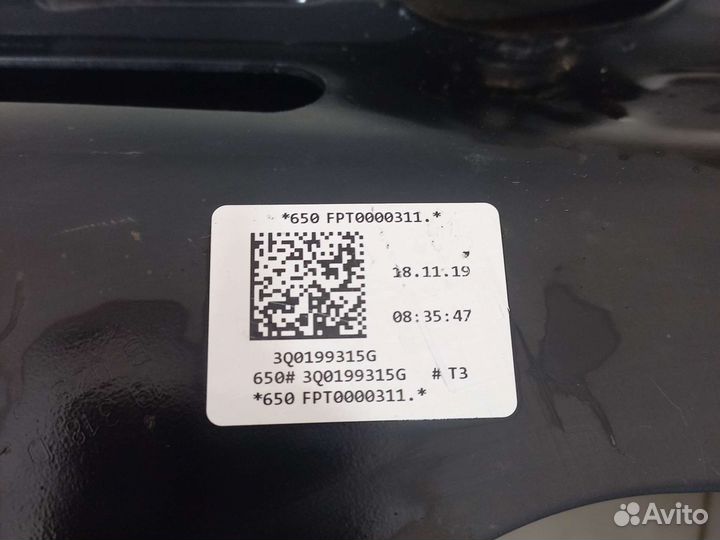 *650 FPT0000311.*
18.11.19
08:35:47
3Q0199315G
650# 3Q0199315G # T3
*650 FPT0000311.*
Avito